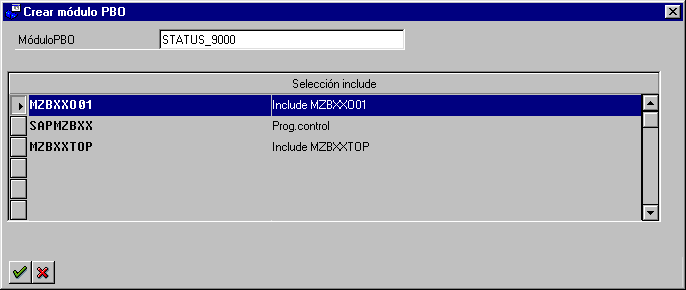 Crear módulo PBO
MóduloPBO STATUS_9000
Selección include
MZBXXO01 Include MZBXXO01
SAPMZBXX Prog.control
MZBXXTOP Include MZBXXTOP